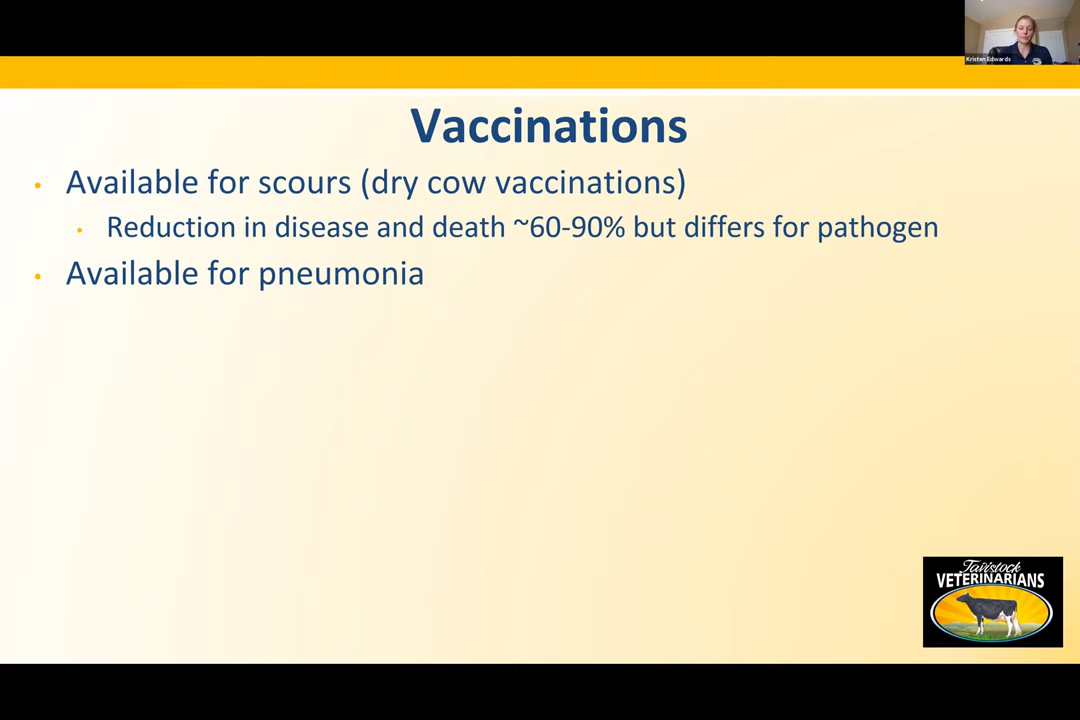 Kristen Edwards
Vaccinations
• Available for scours (dry cow vaccinations)
• Reduction in disease and death ~60-90% but differs for pathogen
• Available for pneumonia
Tavistock
VETERINARIANS